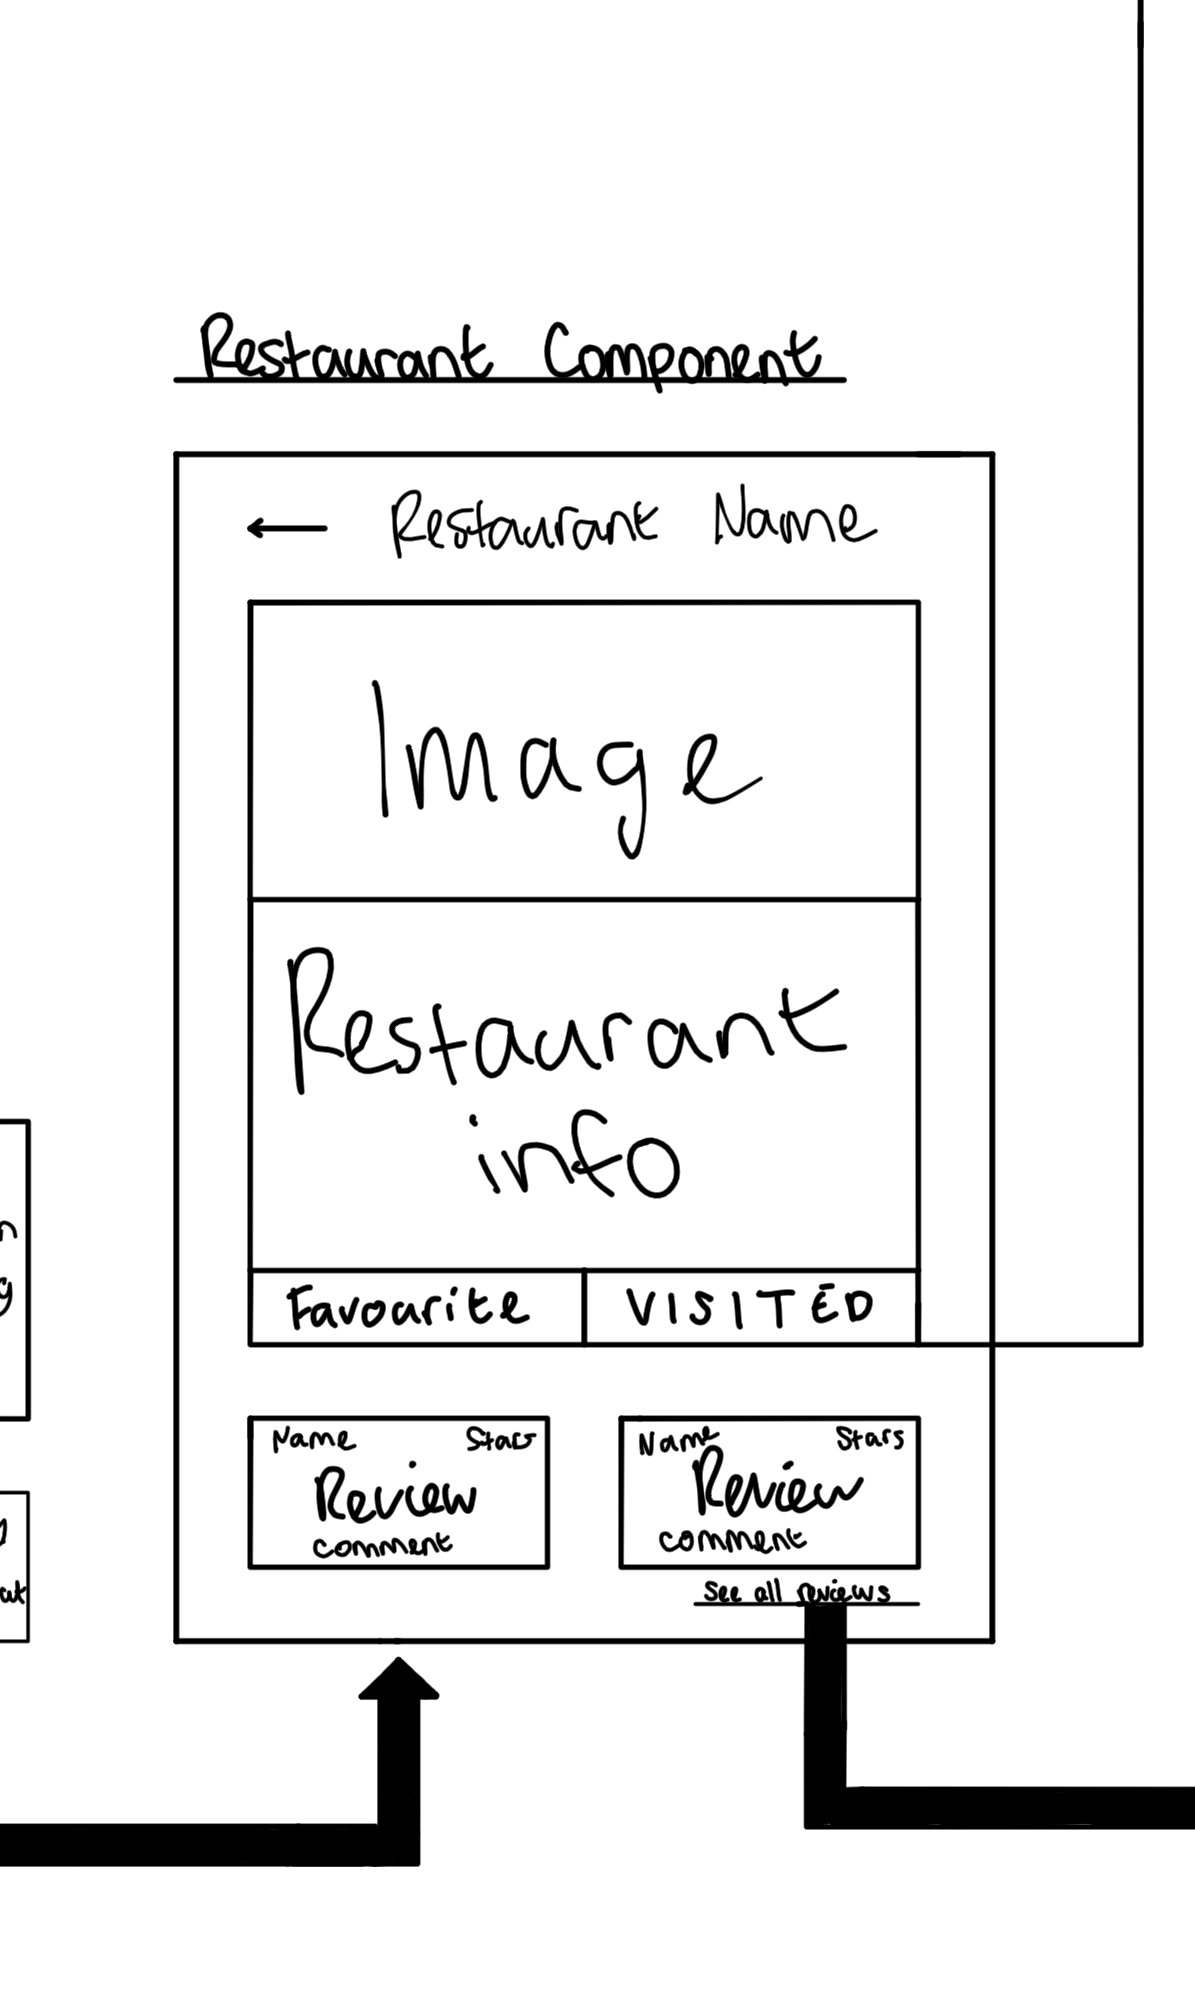 Restaurant Component
Restaurant Name
Image
Restaurant
info
Favourite VISITED
Name Stars
Review
comment
Name Stars
Review
comment
See all reviews